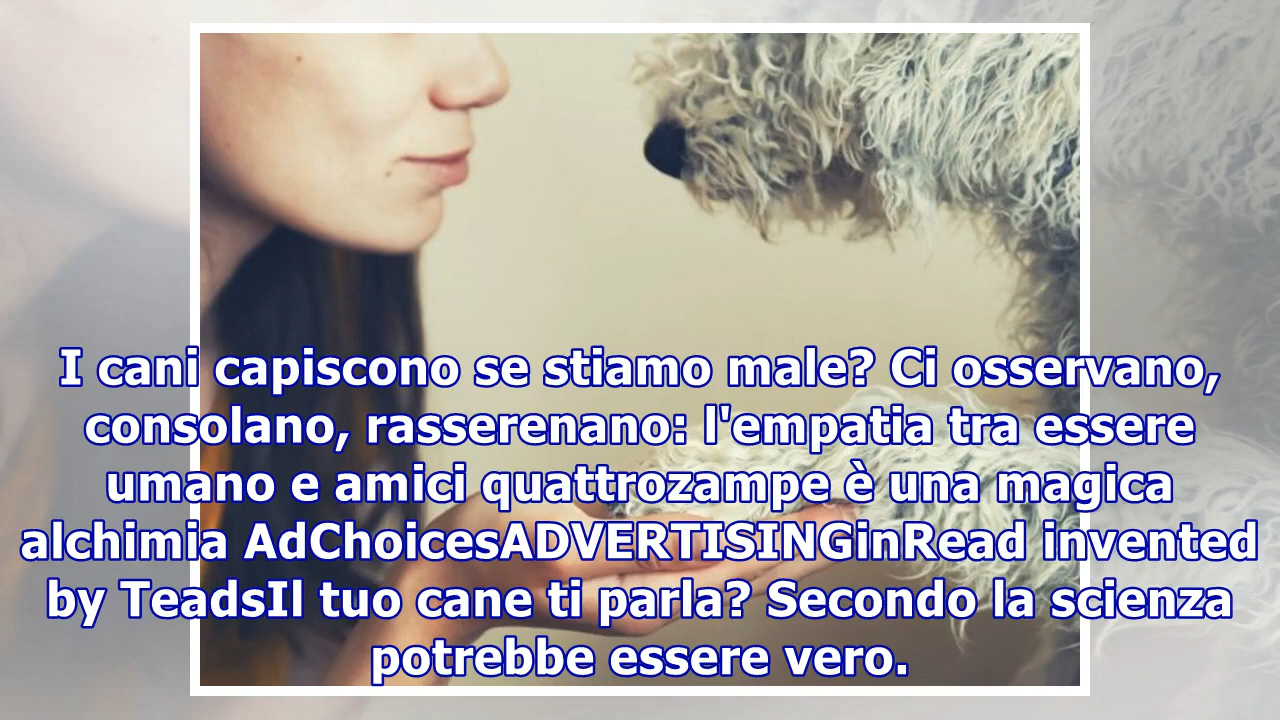 I cani capiscono se stiamo male? Ci osservano,
consolano, rasserenano: l'empatia tra essere
umano e amici quattrozampe è una magica
alchimia AdChoicesADVERTISINGinRead invented
by TeadsIl tuo cane ti parla? Secondo la scienza
potrebbe essere vero.